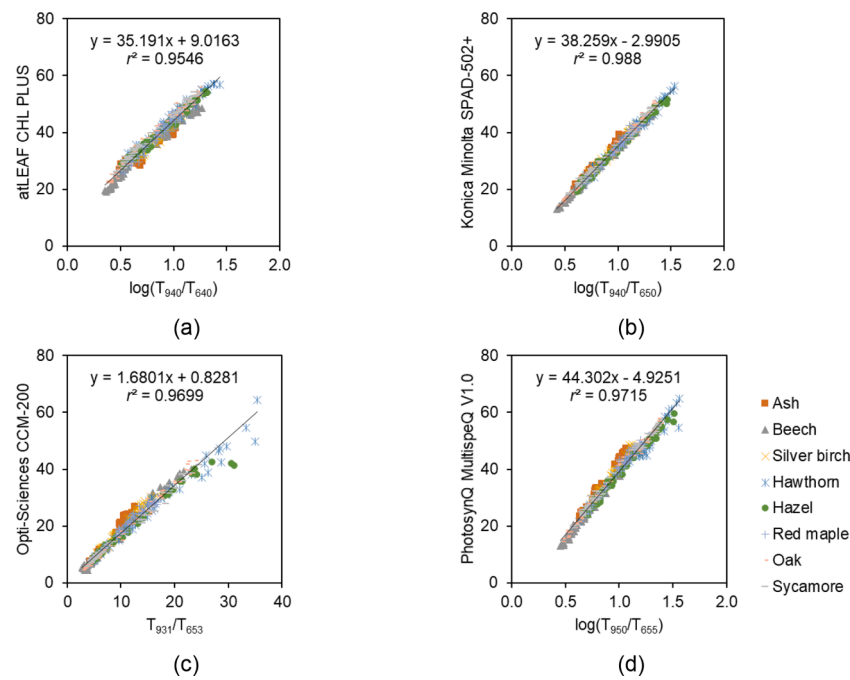 y = 35.191x + 9.0163
r² = 0.9546
atLEAF CHL PLUS
80
60
40
20
0
0.0 0.5 1.0 1.5 2.0
log(T₉₄₀/T₆₄₀)
(a)
y = 38.259x - 2.9905
r² = 0.988
Konica Minolta SPAD-502+
80
60
40
20
0
0.0 0.5 1.0 1.5 2.0
log(T₉₄₀/T₆₅₀)
(b)
y = 1.6801x + 0.8281
r² = 0.9699
Opti-Sciences CCM-200
80
60
40
20
0
0 10 20 30 40
T₉₃₁/T₆₅₃
(c)
y = 44.302x - 4.9251
r² = 0.9715
PhotosynQ MultispeQ V1.0
80
60
40
20
0
0.0 0.5 1.0 1.5 2.0
log(T₉₅₀/T₆₅₅)
(d)
Ash
Beech
Silver birch
Hawthorn
Hazel
Red maple
Oak
Sycamore